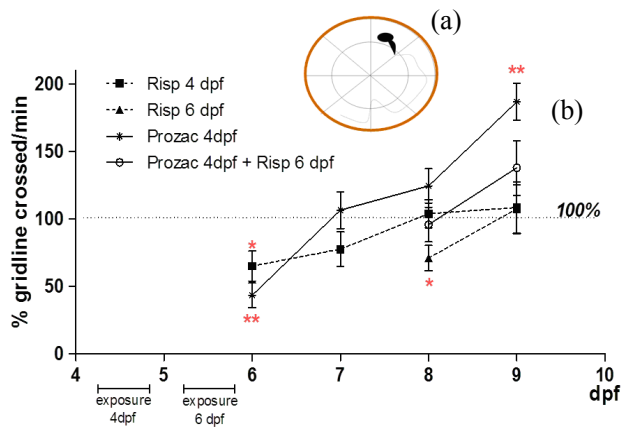 (a)
200
Risp 4 dpf
Risp 6 dpf
Prozac 4dpf
Prozac 4dpf + Risp 6 dpf
**
(b)
150
100
100%
50
0
*
**
*
% gridline crossed/min
4 5 6 7 8 9 10
dpf
exposure
4dpf
exposure
6 dpf